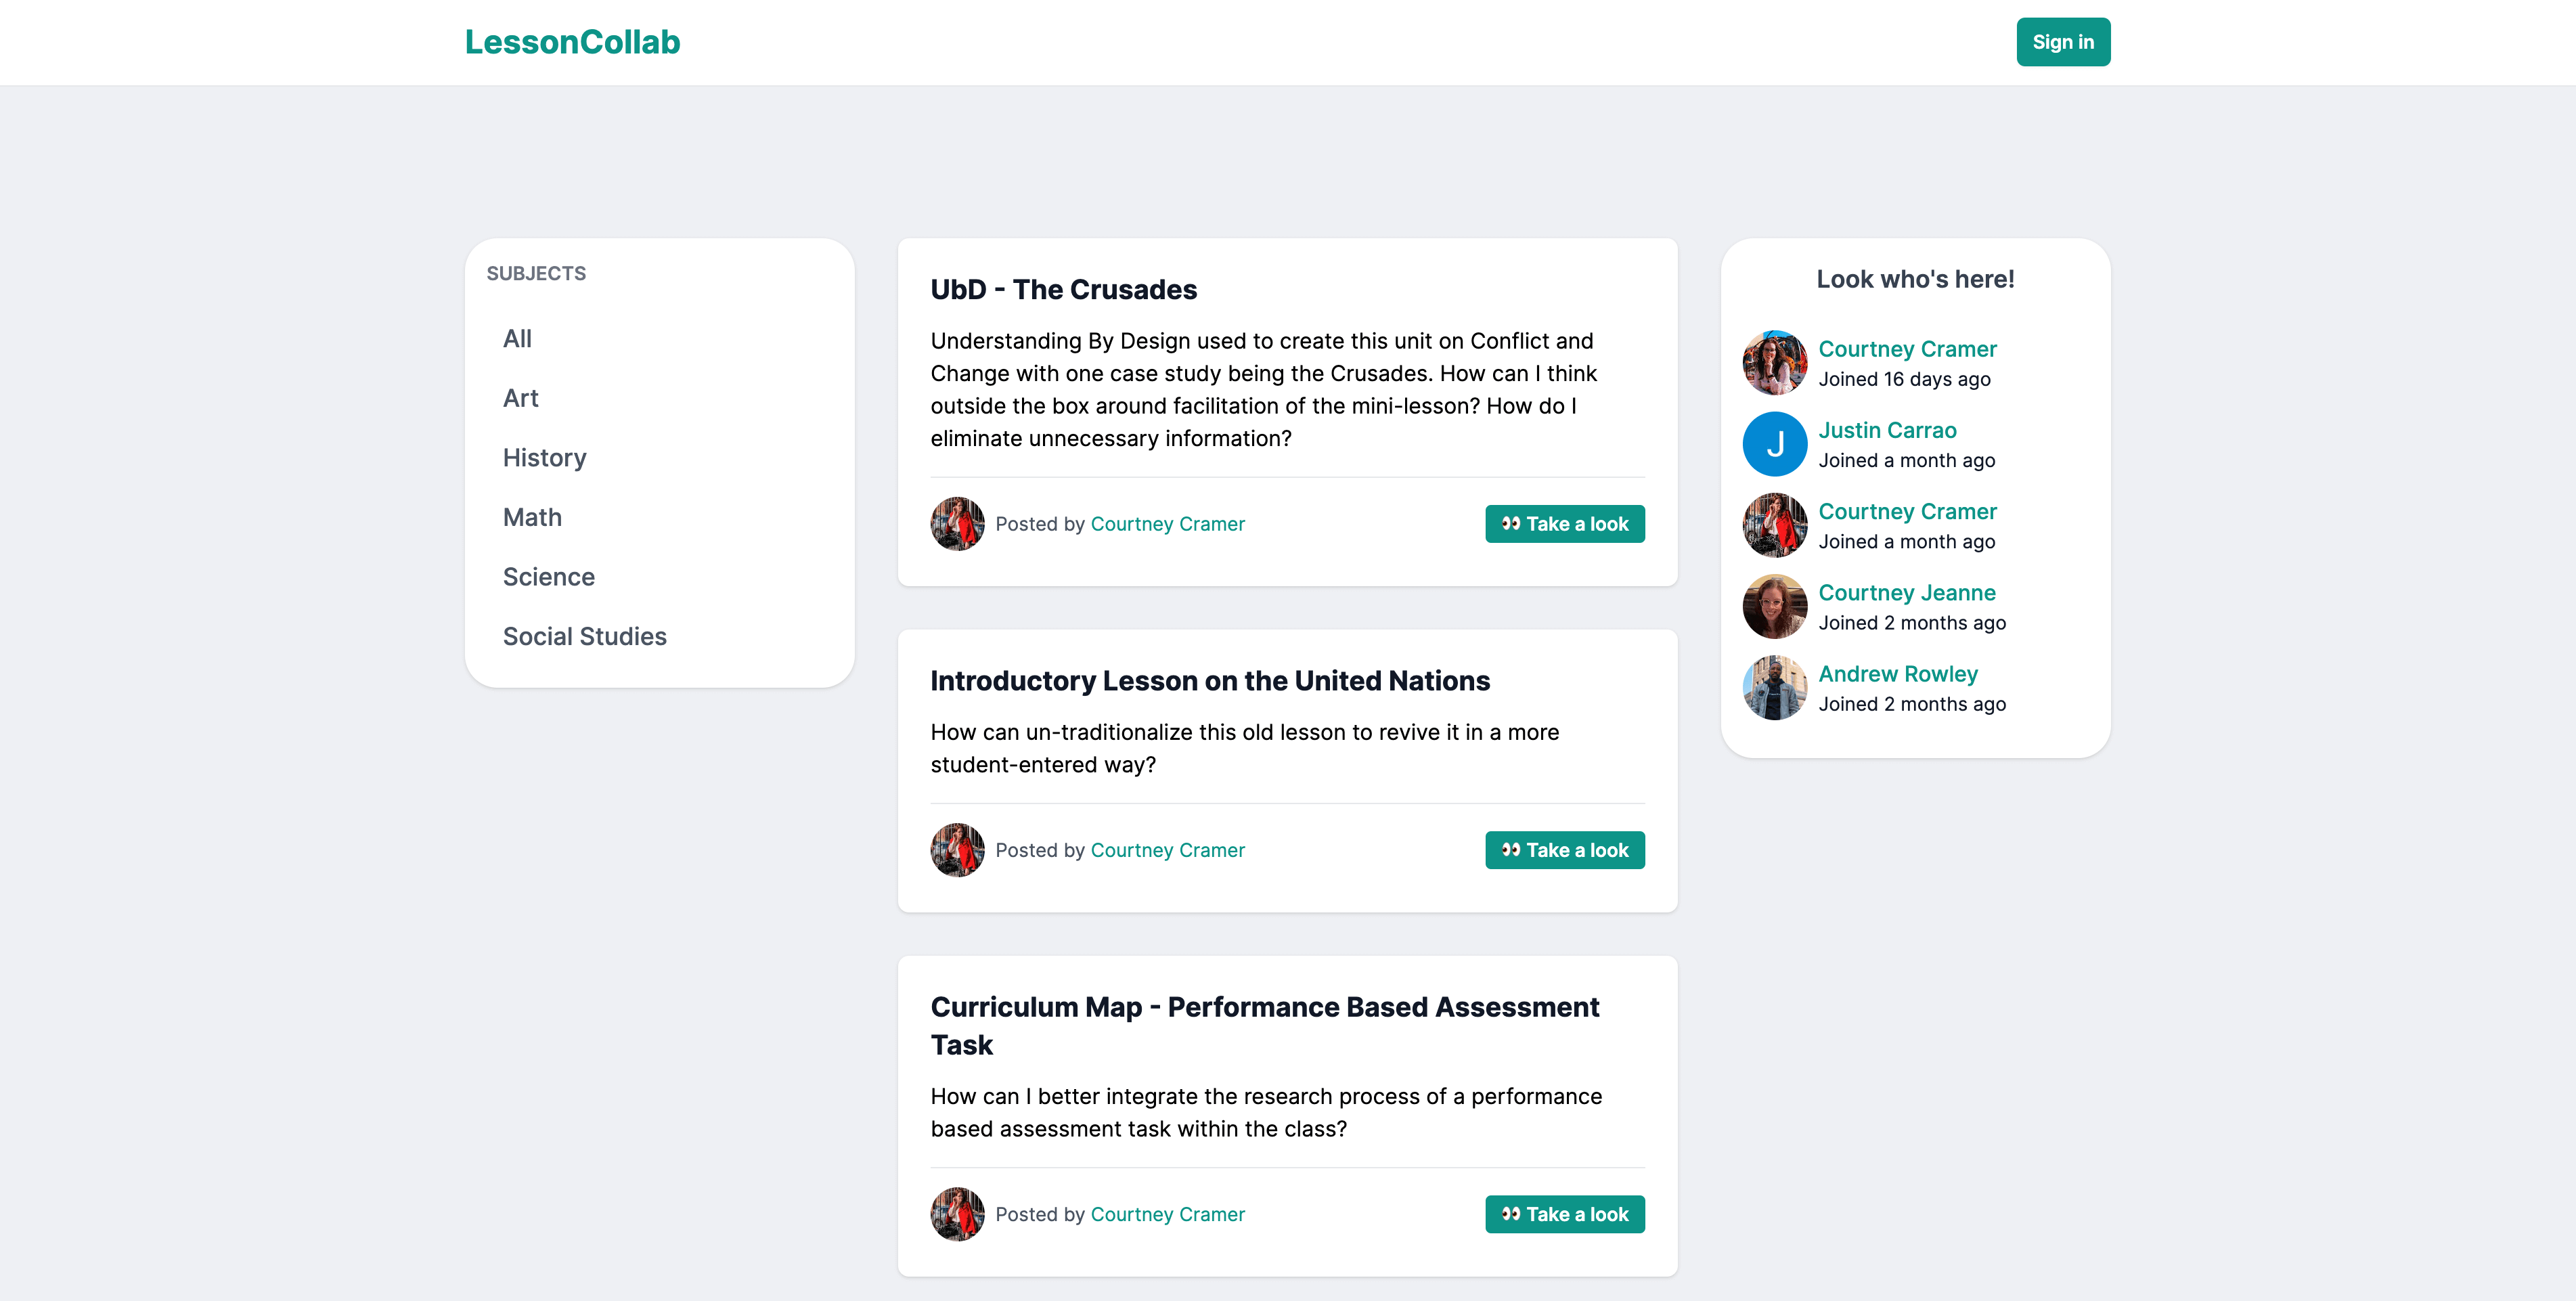 LessonCollab
Sign in
SUBJECTS
All
Art
History
Math
Science
Social Studies
UbD - The Crusades
Understanding By Design used to create this unit on Conflict and
Change with one case study being the Crusades. How can I think
outside the box around facilitation of the mini-lesson? How do I
eliminate unnecessary information?
Posted by Courtney Cramer
👀 Take a look
Introductory Lesson on the United Nations
How can un-traditionalize this old lesson to revive it in a more
student-entered way?
Posted by Courtney Cramer
👀 Take a look
Curriculum Map - Performance Based Assessment
Task
How can I better integrate the research process of a performance
based assessment task within the class?
Posted by Courtney Cramer
👀 Take a look
Look who's here!
Courtney Cramer
Joined 16 days ago
J
Justin Carrao
Joined a month ago
Courtney Cramer
Joined a month ago
Courtney Jeanne
Joined 2 months ago
Andrew Rowley
Joined 2 months ago